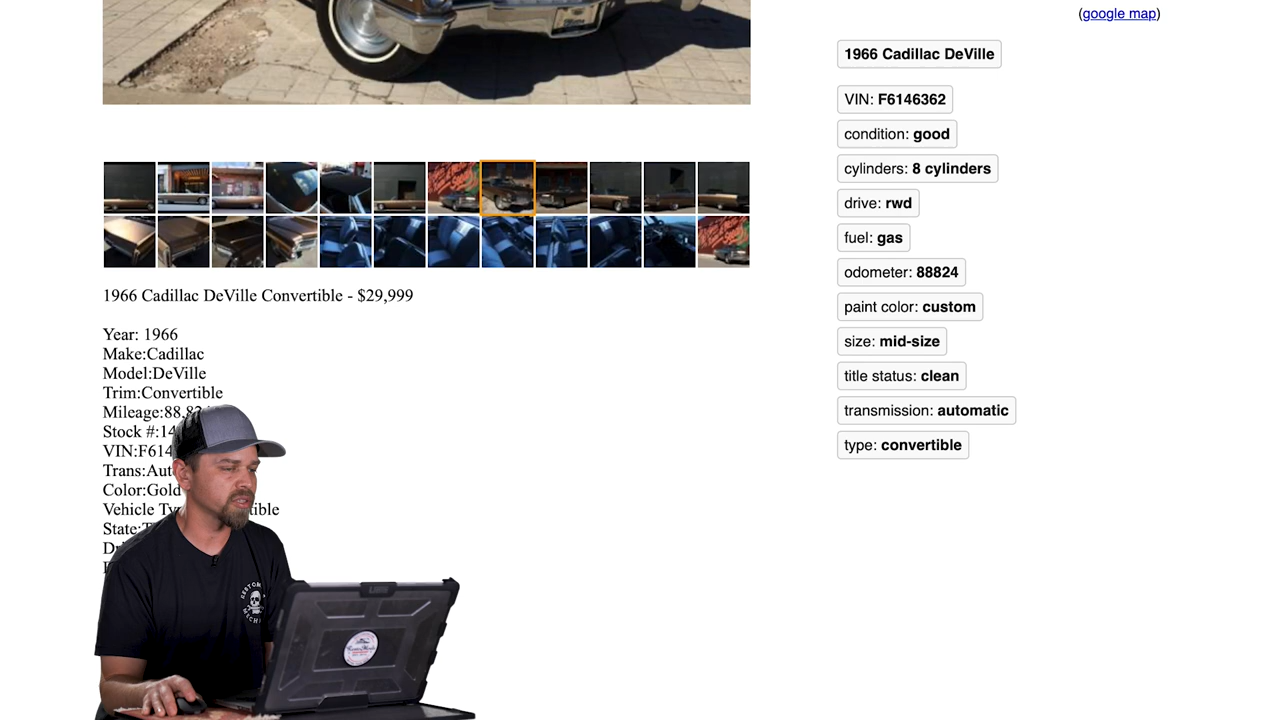 (google map)
1966 Cadillac DeVille
VIN: F6146362
condition: good
cylinders: 8 cylinders
drive: rwd
fuel: gas
odometer: 88824
paint color: custom
size: mid-size
title status: clean
transmission: automatic
type: convertible
1966 Cadillac DeVille Convertible - $29,999
Year: 1966
Make:Cadillac
Model:DeVille
Trim:Convertible
Mileage:88,82
Stock #:14
VIN:F614
Trans:Aut
Color:Gold
Vehicle Ty
State:T
UAG